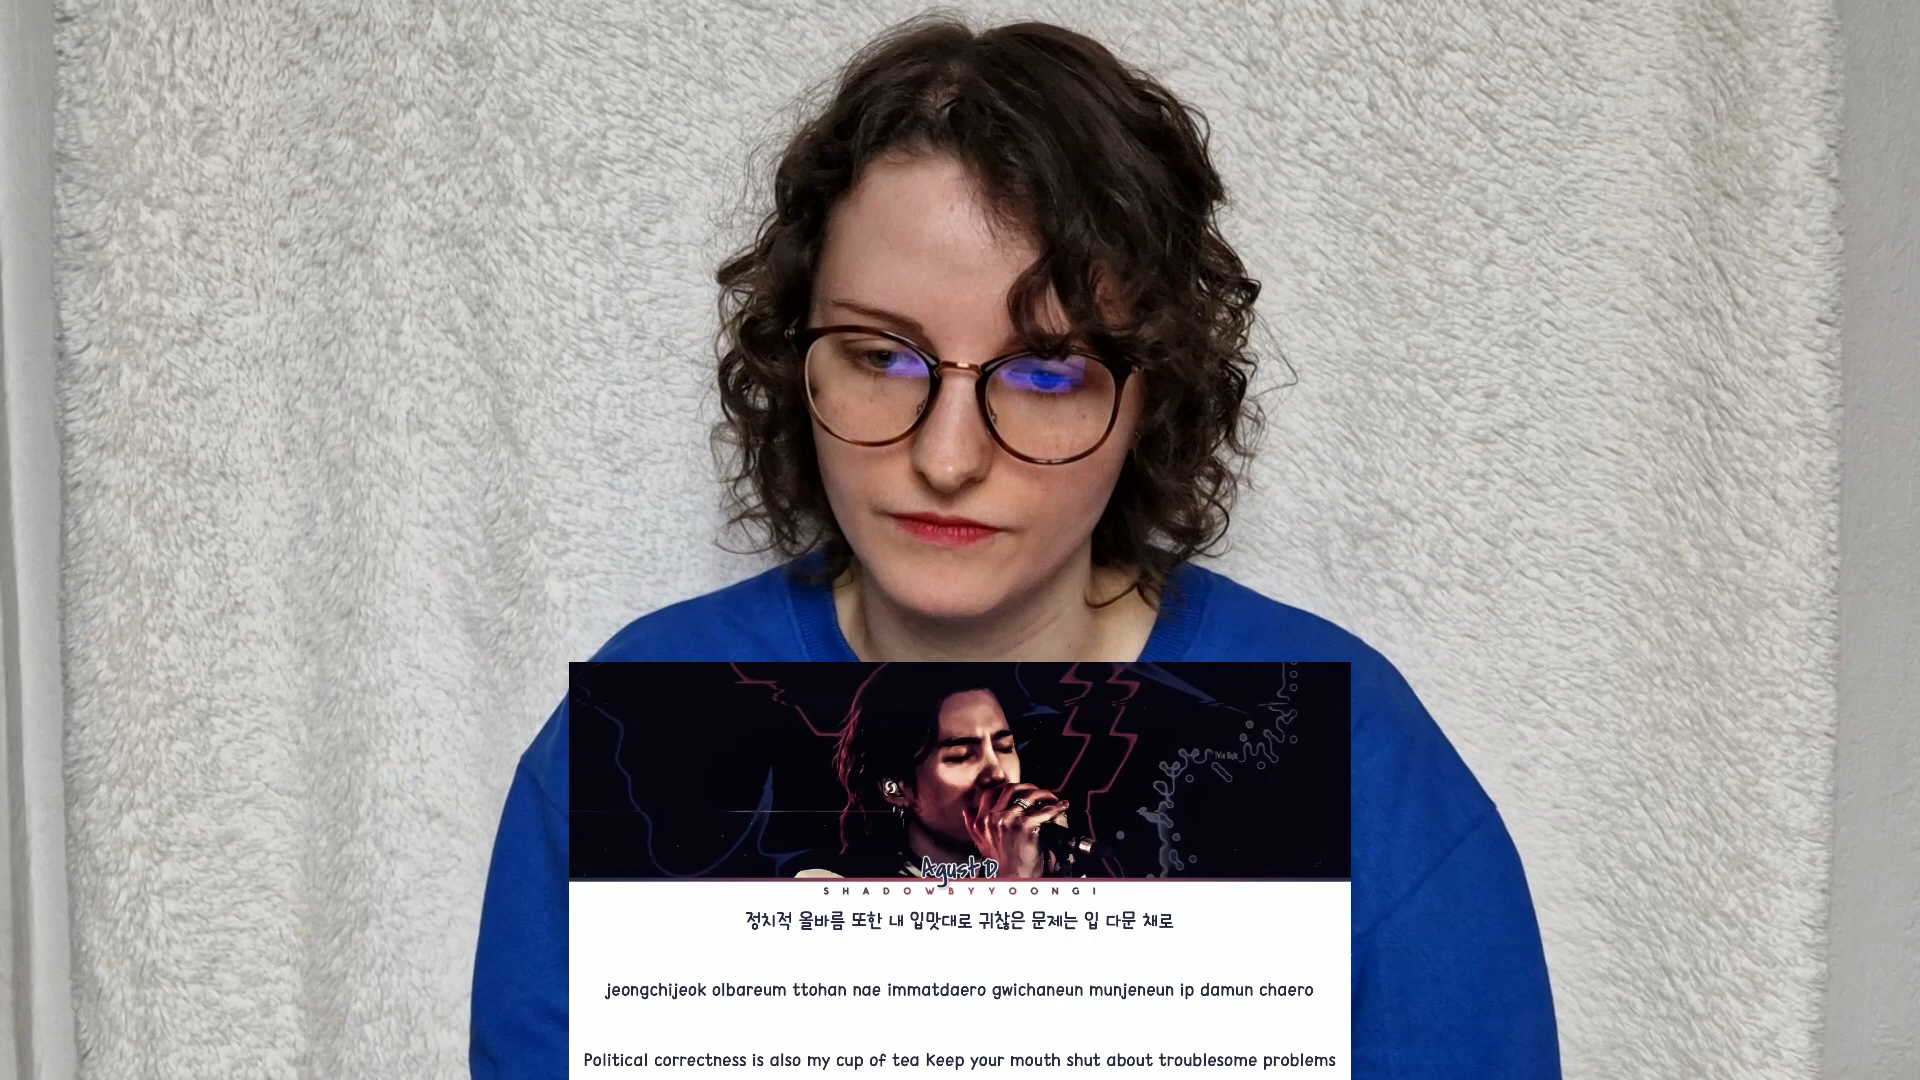 Polar Night
Agust D
SHADOWBYYOONGI
정치적 올바름 또한 내 입맛대로 귀찮은 문제는 입 다문 채로
jeongchijeok olbareum ttohan nae immatdaero gwichaneun munjeneun ip damun chaero
Political correctness is also my cup of tea Keep your mouth shut about troublesome problems